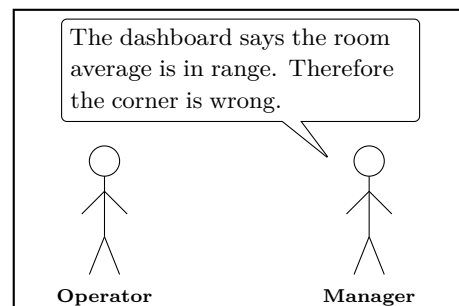 The dashboard says the room
average is in range. Therefore
the corner is wrong.
Operator
Manager